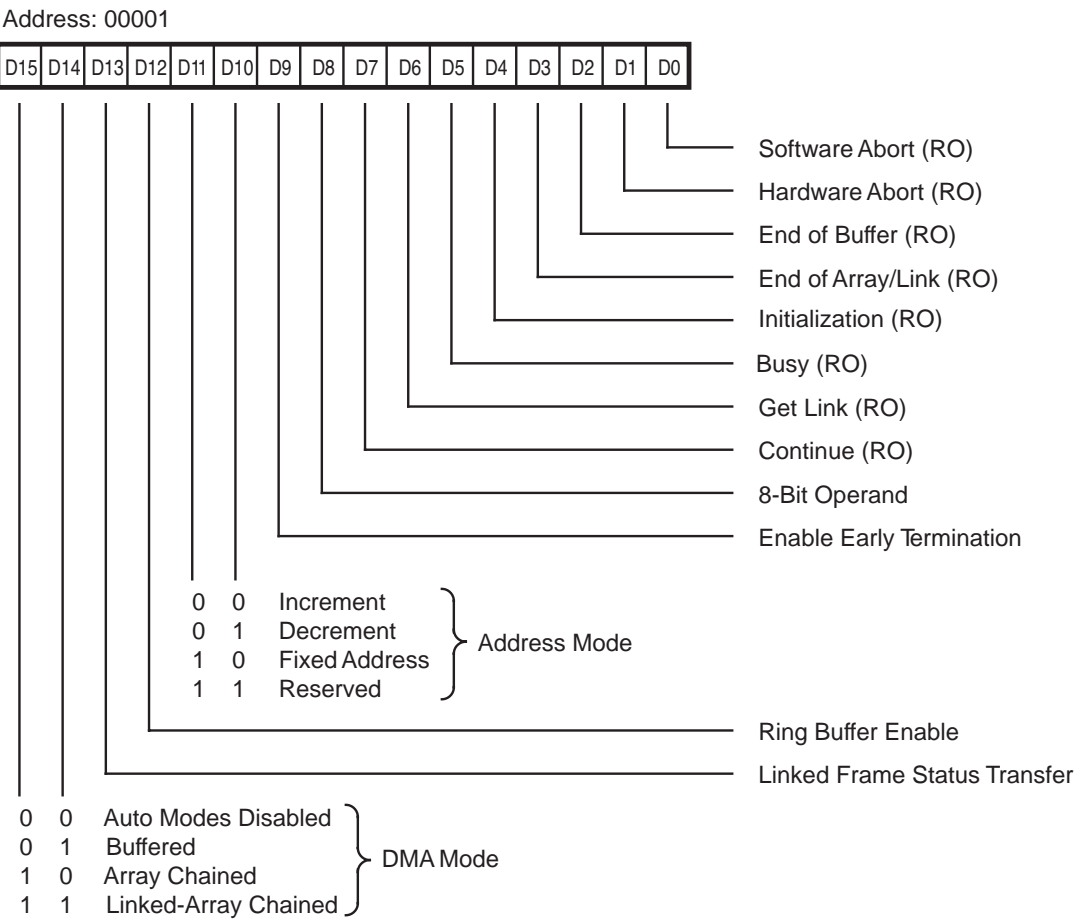 Address: 00001
D15 D14 D13 D12 D11 D10 D9 D8 D7 D6 D5 D4 D3 D2 D1 D0
Software Abort (RO)
Hardware Abort (RO)
End of Buffer (RO)
End of Array/Link (RO)
Initialization (RO)
Busy (RO)
Get Link (RO)
Continue (RO)
8-Bit Operand
Enable Early Termination
0 0 Increment
0 1 Decrement
Address Mode
1 0 Fixed Address
1 1 Reserved
Ring Buffer Enable
Linked Frame Status Transfer
0 0 Auto Modes Disabled
0 1 Buffered
DMA Mode
1 0 Array Chained
1 1 Linked-Array Chained